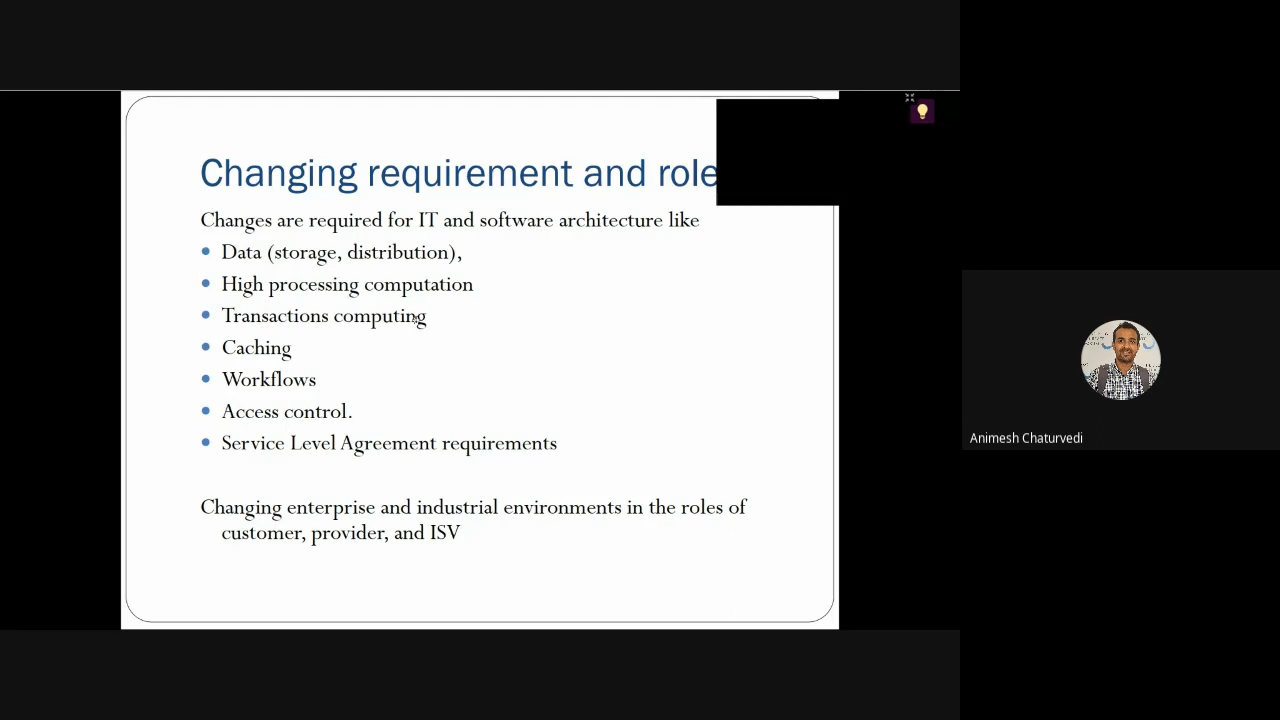 Changing requirement and role
Changes are required for IT and software architecture like
Data (storage, distribution),
High processing computation
Transactions computing
Caching
Workflows
Access control.
Service Level Agreement requirements
Changing enterprise and industrial environments in the roles of
customer, provider, and ISV
Animesh Chaturvedi